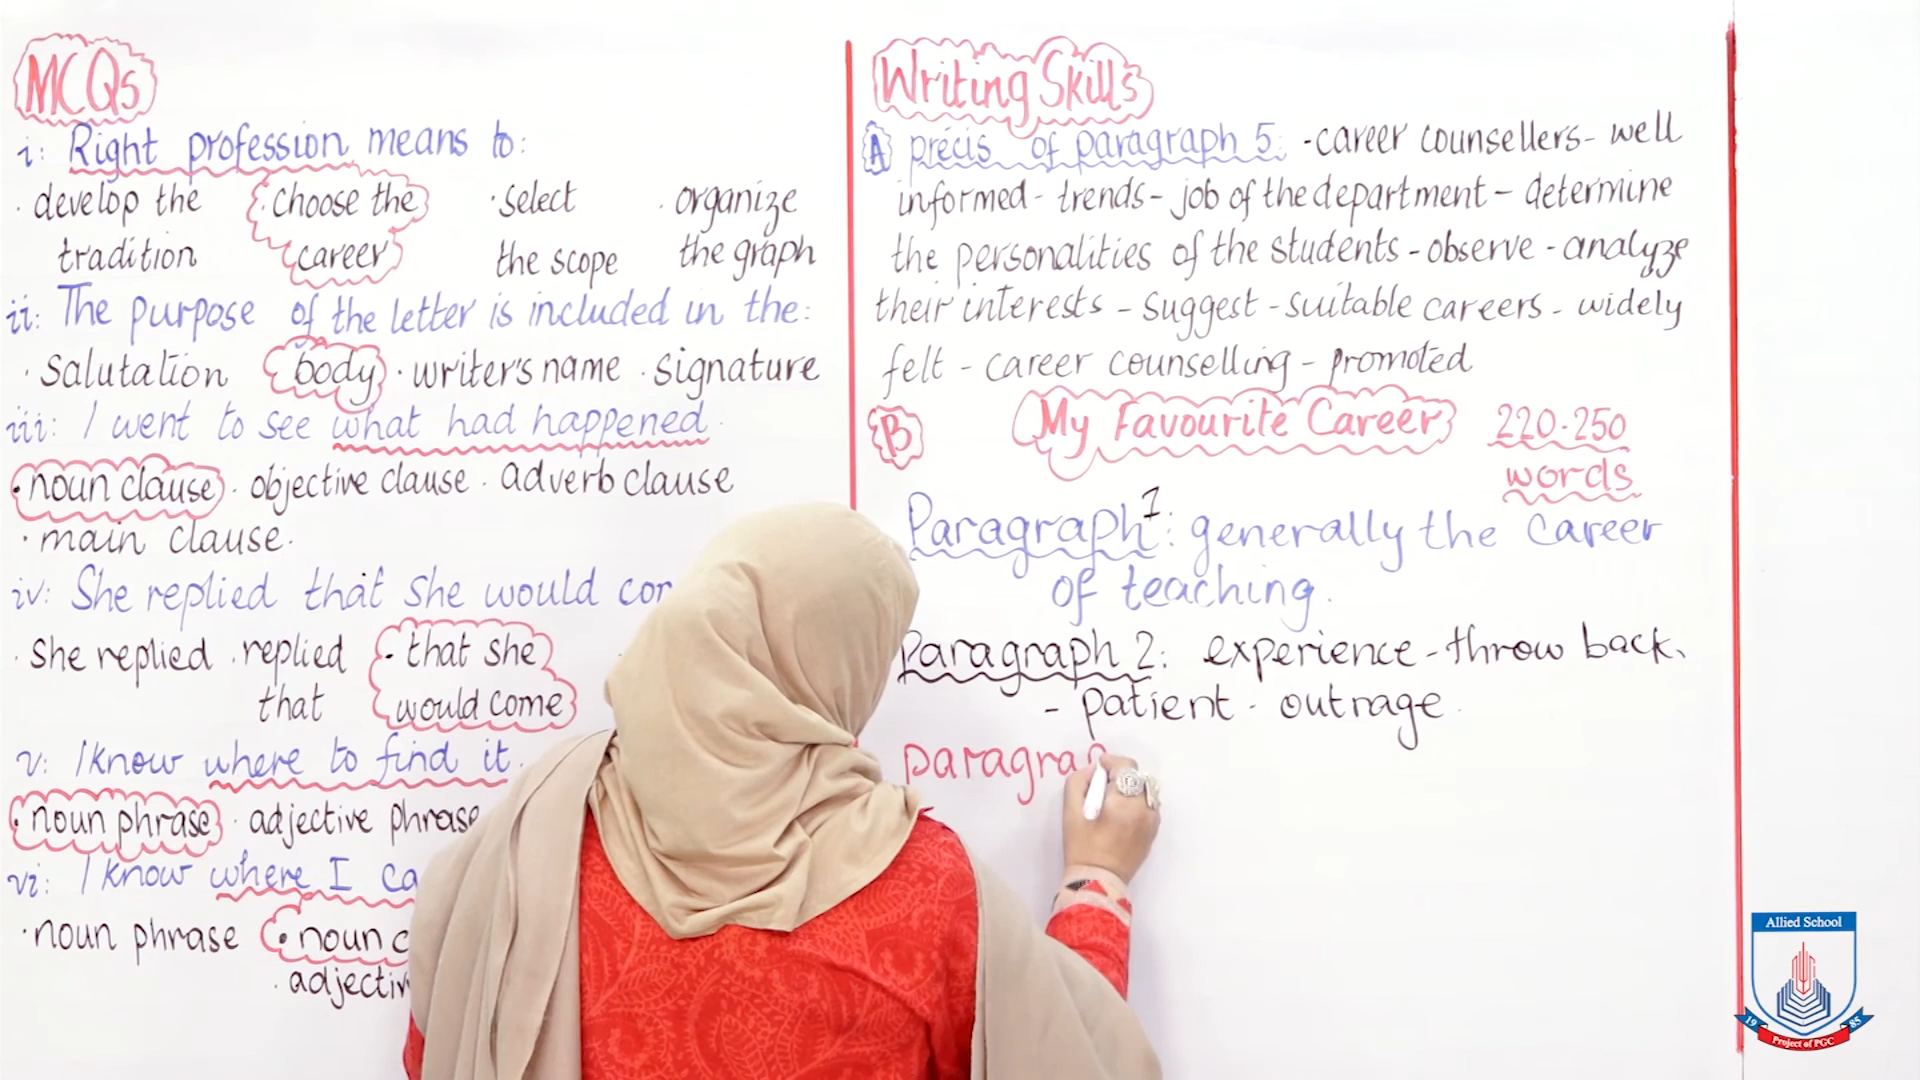 MCQs
i: Right profession means to:
· develop the tradition · choose the career · select the scope · organize the graph
ii: The purpose of the letter is included in the:
· salutation · body · writer's name · signature
iii: I went to see what had happened.
· noun clause · objective clause · adverb clause
· main clause.
iv: She replied that she would
· she replied · replied that · that she would come
v: I know where to find it.
· noun phrase · adjective phrase
vi: I know where I
· noun phrase · noun
Writing Skills
A précis of paragraph 5: - career counsellers - well
informed - trends - job of the department - determine
the personalities of the students - observe - analyze
their interests - suggest - suitable careers - widely
felt - career counselling - promoted
B My Favourite Career 220-250
words
Paragraph 1: generally the career
of teaching.
Paragraph 2: experience - throw back
- patient - outrage.
paragra
Allied School
19 85
Project of PGC